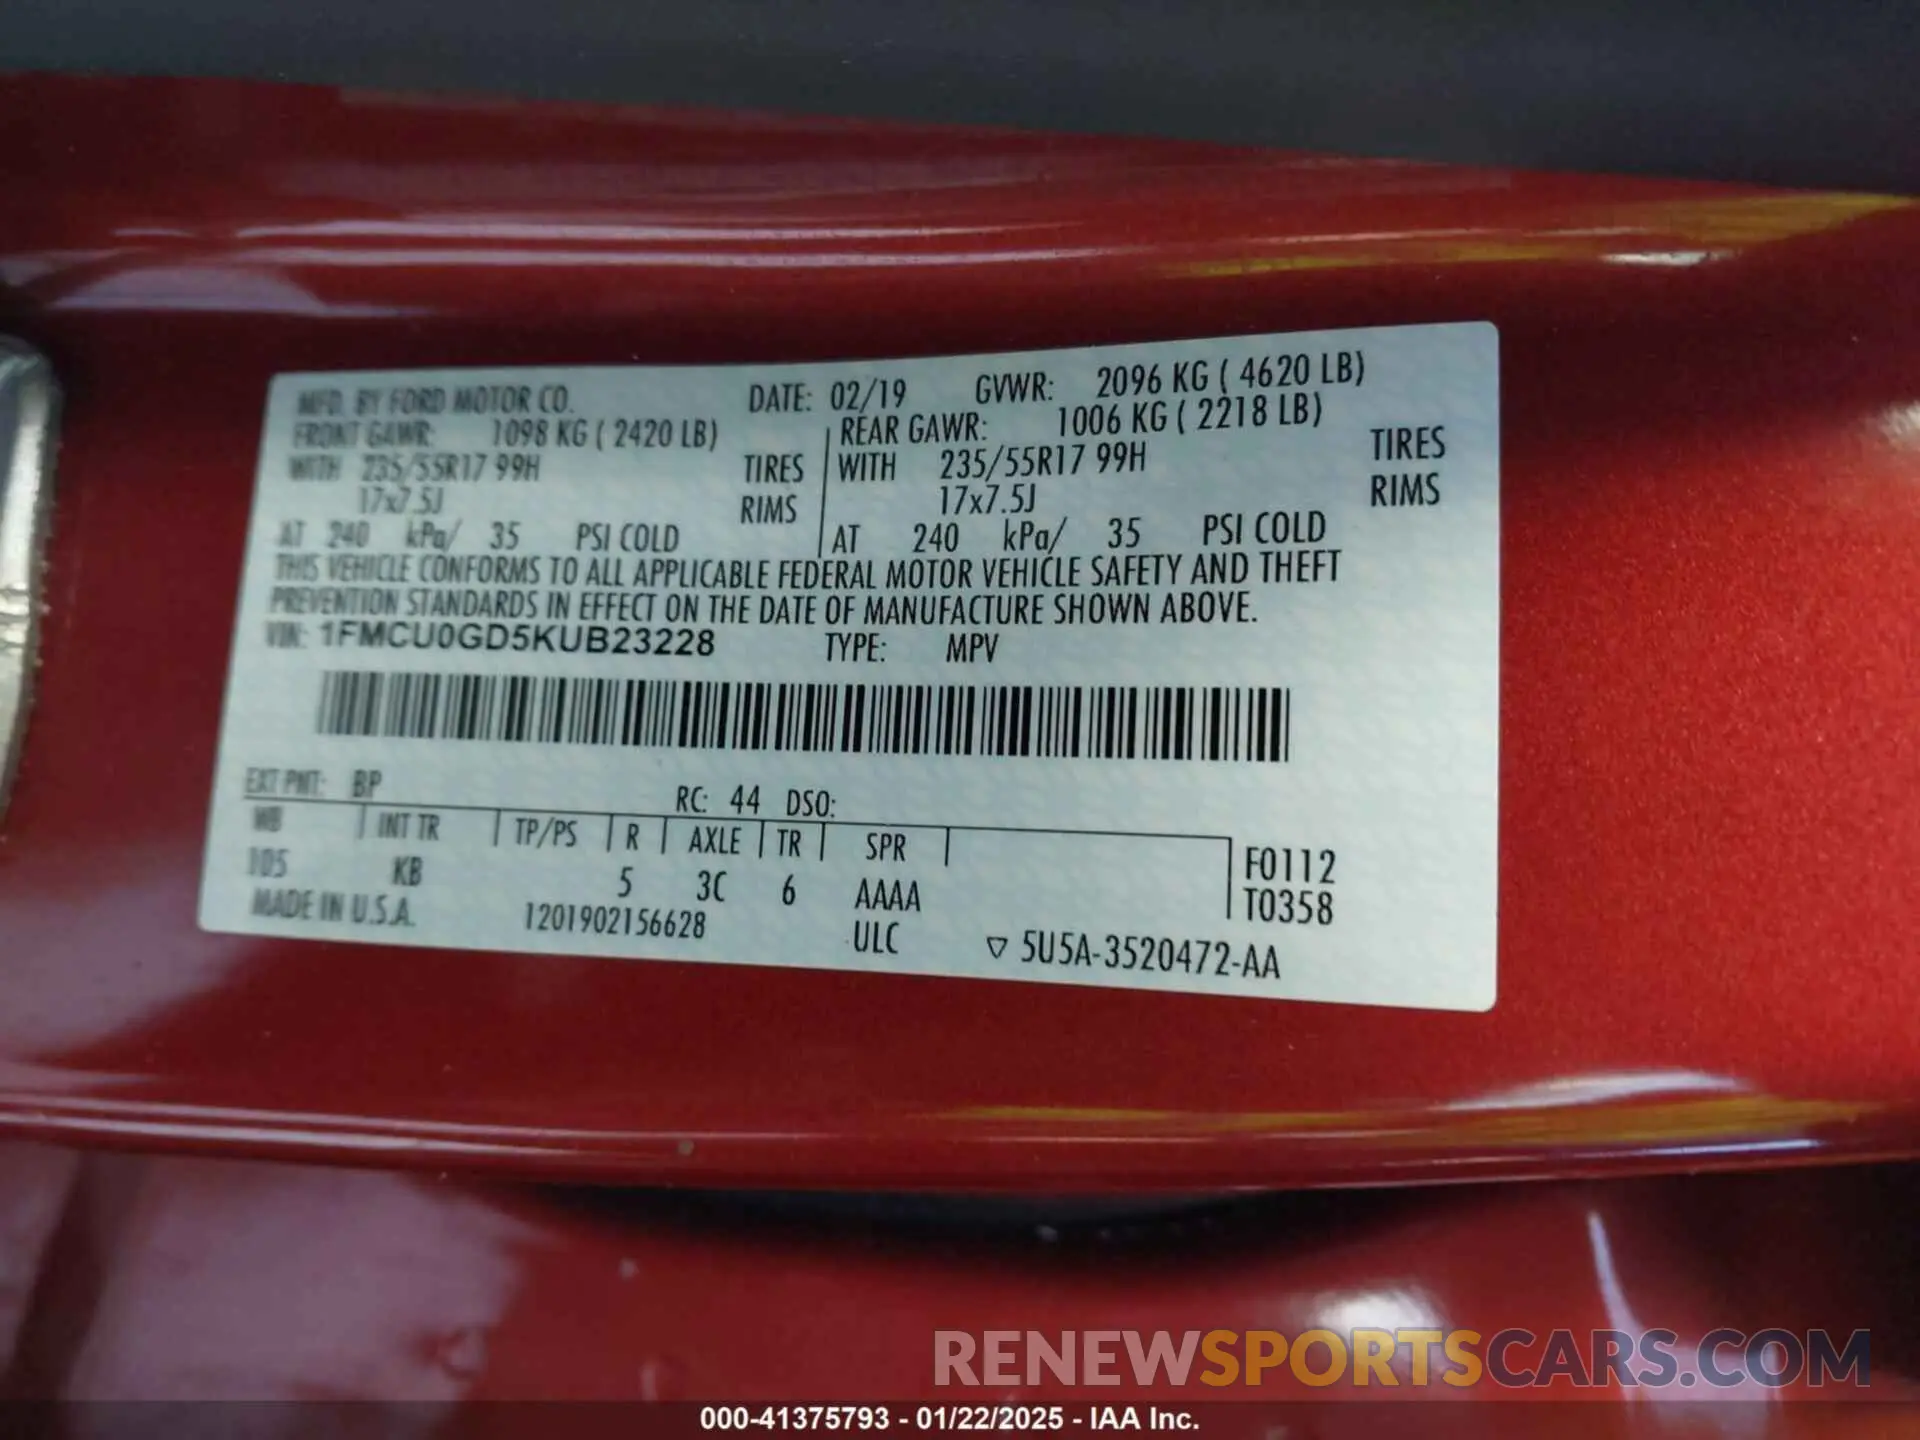 MFD. BY FORD MOTOR CO. DATE: 02/19 GVWR: 2096 KG ( 4620 LB)
FRONT GAWR: 1098 KG ( 2420 LB) REAR GAWR: 1006 KG ( 2218 LB)
WITH 235/55R17 99H TIRES WITH 235/55R17 99H TIRES
17x7.5J RIMS 17x7.5J RIMS
AT 240 kPa/ 35 PSI COLD AT 240 kPa/ 35 PSI COLD
THIS VEHICLE CONFORMS TO ALL APPLICABLE FEDERAL MOTOR VEHICLE SAFETY AND THEFT
PREVENTION STANDARDS IN EFFECT ON THE DATE OF MANUFACTURE SHOWN ABOVE.
VIN: 1FMCU0GD5KUB23228 TYPE: MPV
EXT PNT: BP RC: 44 DSO:
WB INT TR TP/PS R AXLE TR SPR F0112
105 KB 5 3C 6 AAAA T0358
MADE IN U.S.A. 1201902156628 ULC ▽ 5U5A-3520472-AA
RENEWSPORTSCARS.COM
000-41375793 - 01/22/2025 - IAA Inc.